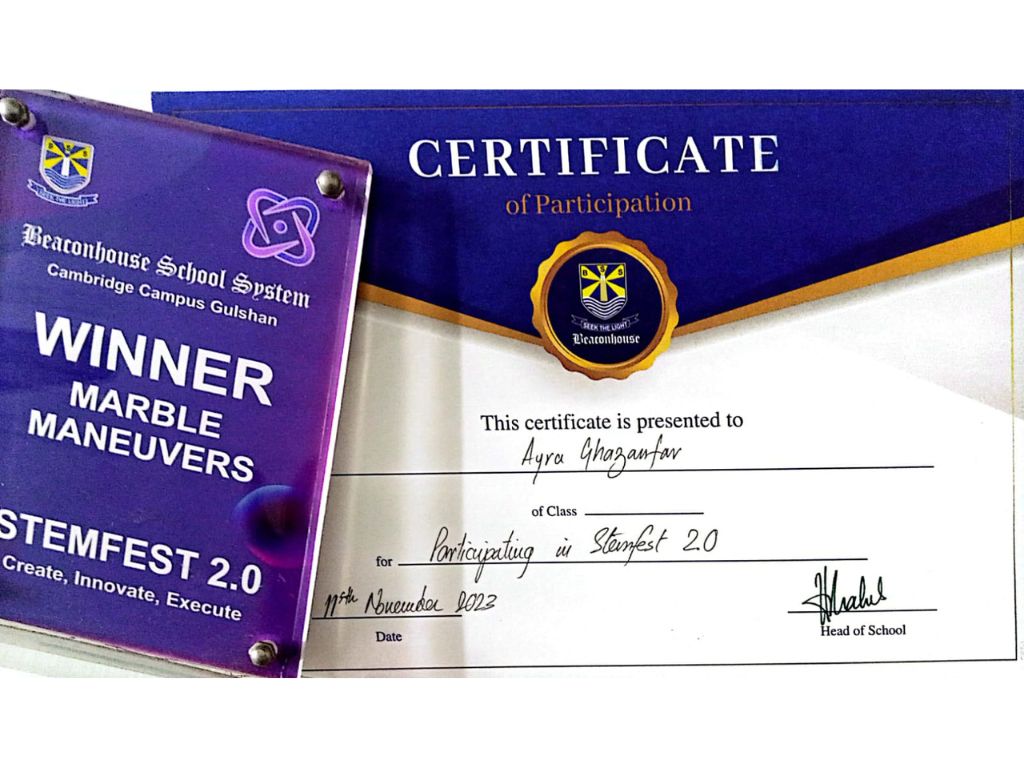 B S S
SEEK THE LIGHT
Beaconhouse School System
Cambridge Campus Gulshan
WINNER
MARBLE
MANEUVERS
STEMFEST 2.0
Create, Innovate, Execute
CERTIFICATE
of Participation
B S S
SEEK THE LIGHT
Beaconhouse
This certificate is presented to
Ayra Ghazanfar
of Class
for Participating in Stemfest 2.0
November 2023
Date
Head of School